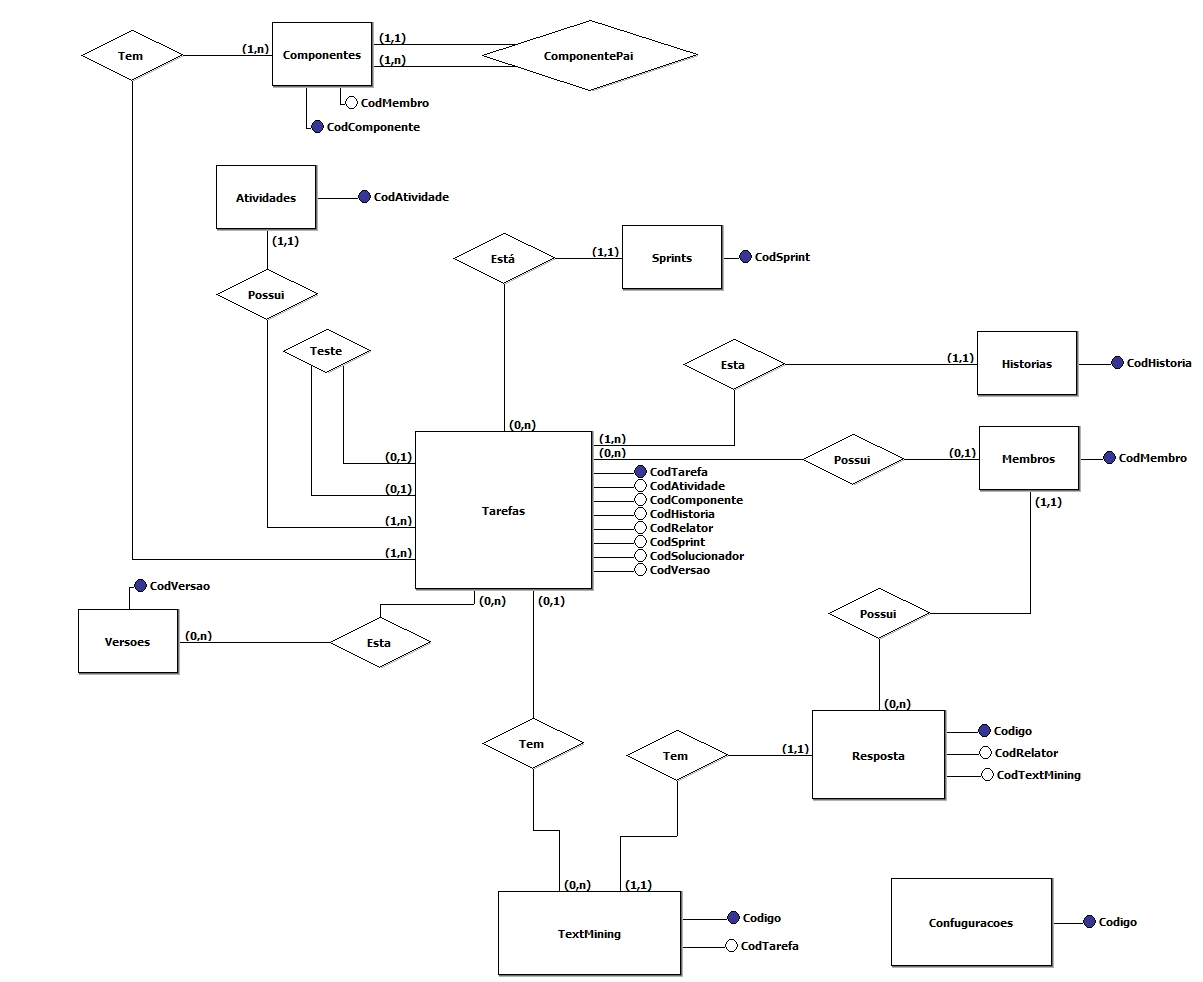 Tem
(1,n)
Componentes
(1,1)
(1,n)
ComponentePai
CodMembro
CodComponente
Atividades
CodAtividade
(1,1)
Possui
Está
(1,1)
Sprints
CodSprint
Teste
Esta
(1,1)
Historias
CodHistoria
(0,n)
(1,n)
(0,n)
Possui
(0,1)
Membros
CodMembro
(1,1)
(0,1)
(0,1)
(1,n)
(1,n)
Tarefas
CodTarefa
CodAtividade
CodComponente
CodHistoria
CodRelator
CodSprint
CodSolucionador
CodVersao
CodVersao
Versoes
(0,n)
Esta
(0,n)
(0,1)
Possui
(0,n)
Tem
Tem
(1,1)
Resposta
Codigo
CodRelator
CodTextMining
(0,n)
(1,1)
TextMining
Codigo
CodTarefa
Confuguracoes
Codigo